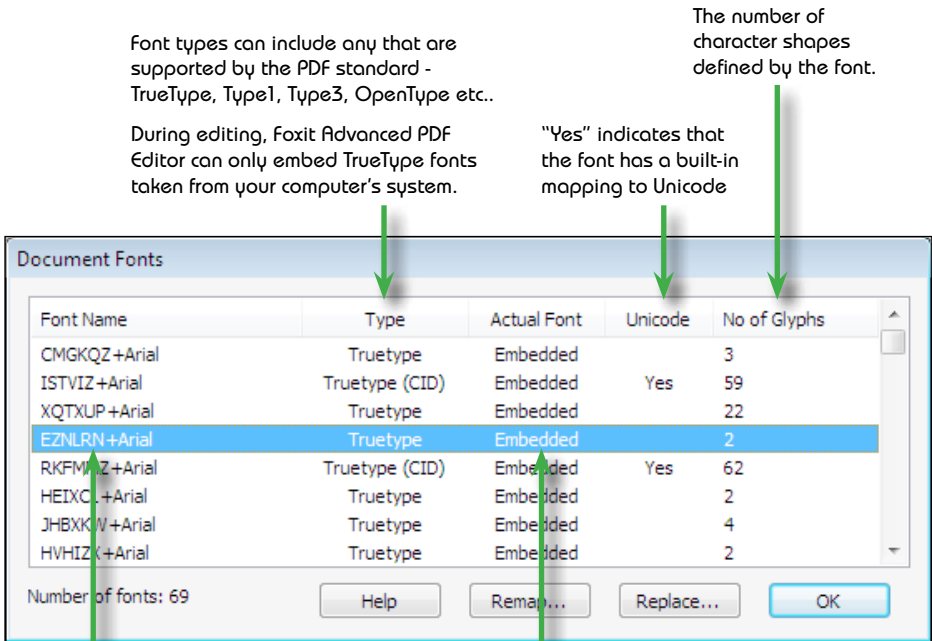 The number of
character shapes
defined by the font.
Font types can include any that are
supported by the PDF standard -
TrueType, Type1, Type3, OpenType etc..
During editing, Foxit Advanced PDF
Editor can only embed TrueType fonts
taken from your computer's system.
"Yes" indicates that
the font has a built-in
mapping to Unicode
Document Fonts
Font Name Type Actual Font Unicode No of Glyphs
CMGKQZ+Arial Truetype Embedded 3
ISTVIZ+Arial Truetype (CID) Embedded Yes 59
XQTXUP+Arial Truetype Embedded 22
EZNLRN+Arial Truetype Embedded 2
Truetype (CID) Embedded Yes 62
Truetype Embedded 2
Truetype Embedded 4
Truetype Embedded 2
Number of fonts: 69 Help Remap... Replace... OK